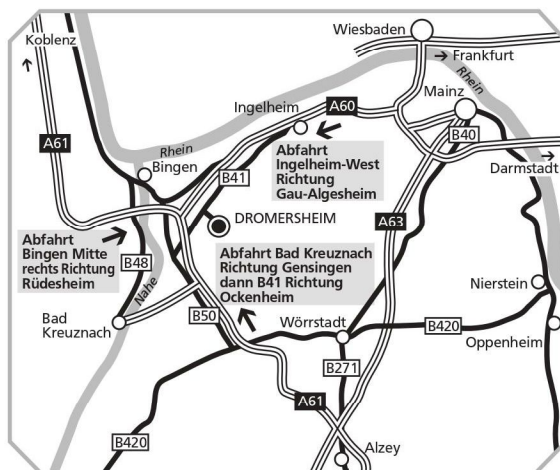 Wiesbaden
Koblenz
→ Frankfurt
Rhein
Mainz
Ingelheim
A60
B40
A61
Abfahrt
Ingelheim-West
Richtung
Gau-Algesheim
Rhein
Bingen
B41
Darmstadt
DROMERSHEIM
A63
Abfahrt
Bingen Mitte
rechts Richtung
Rüdesheim
B48
Abfahrt Bad Kreuznach
Richtung Gensingen
dann B41 Richtung
Ockenheim
Nahe
Nierstein
Bad
Kreuznach
B50
Wörrstadt
B420
Oppenheim
B271
A61
B420
Alzey